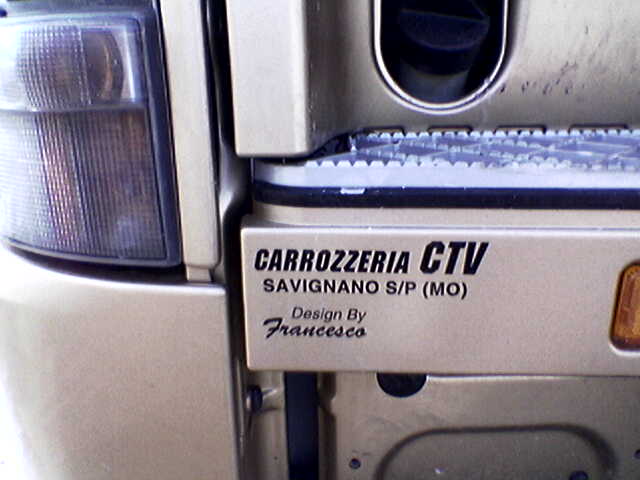 CARROZZERIA CTV
SAVIGNANO S/P (MO)
Design By
Francesco